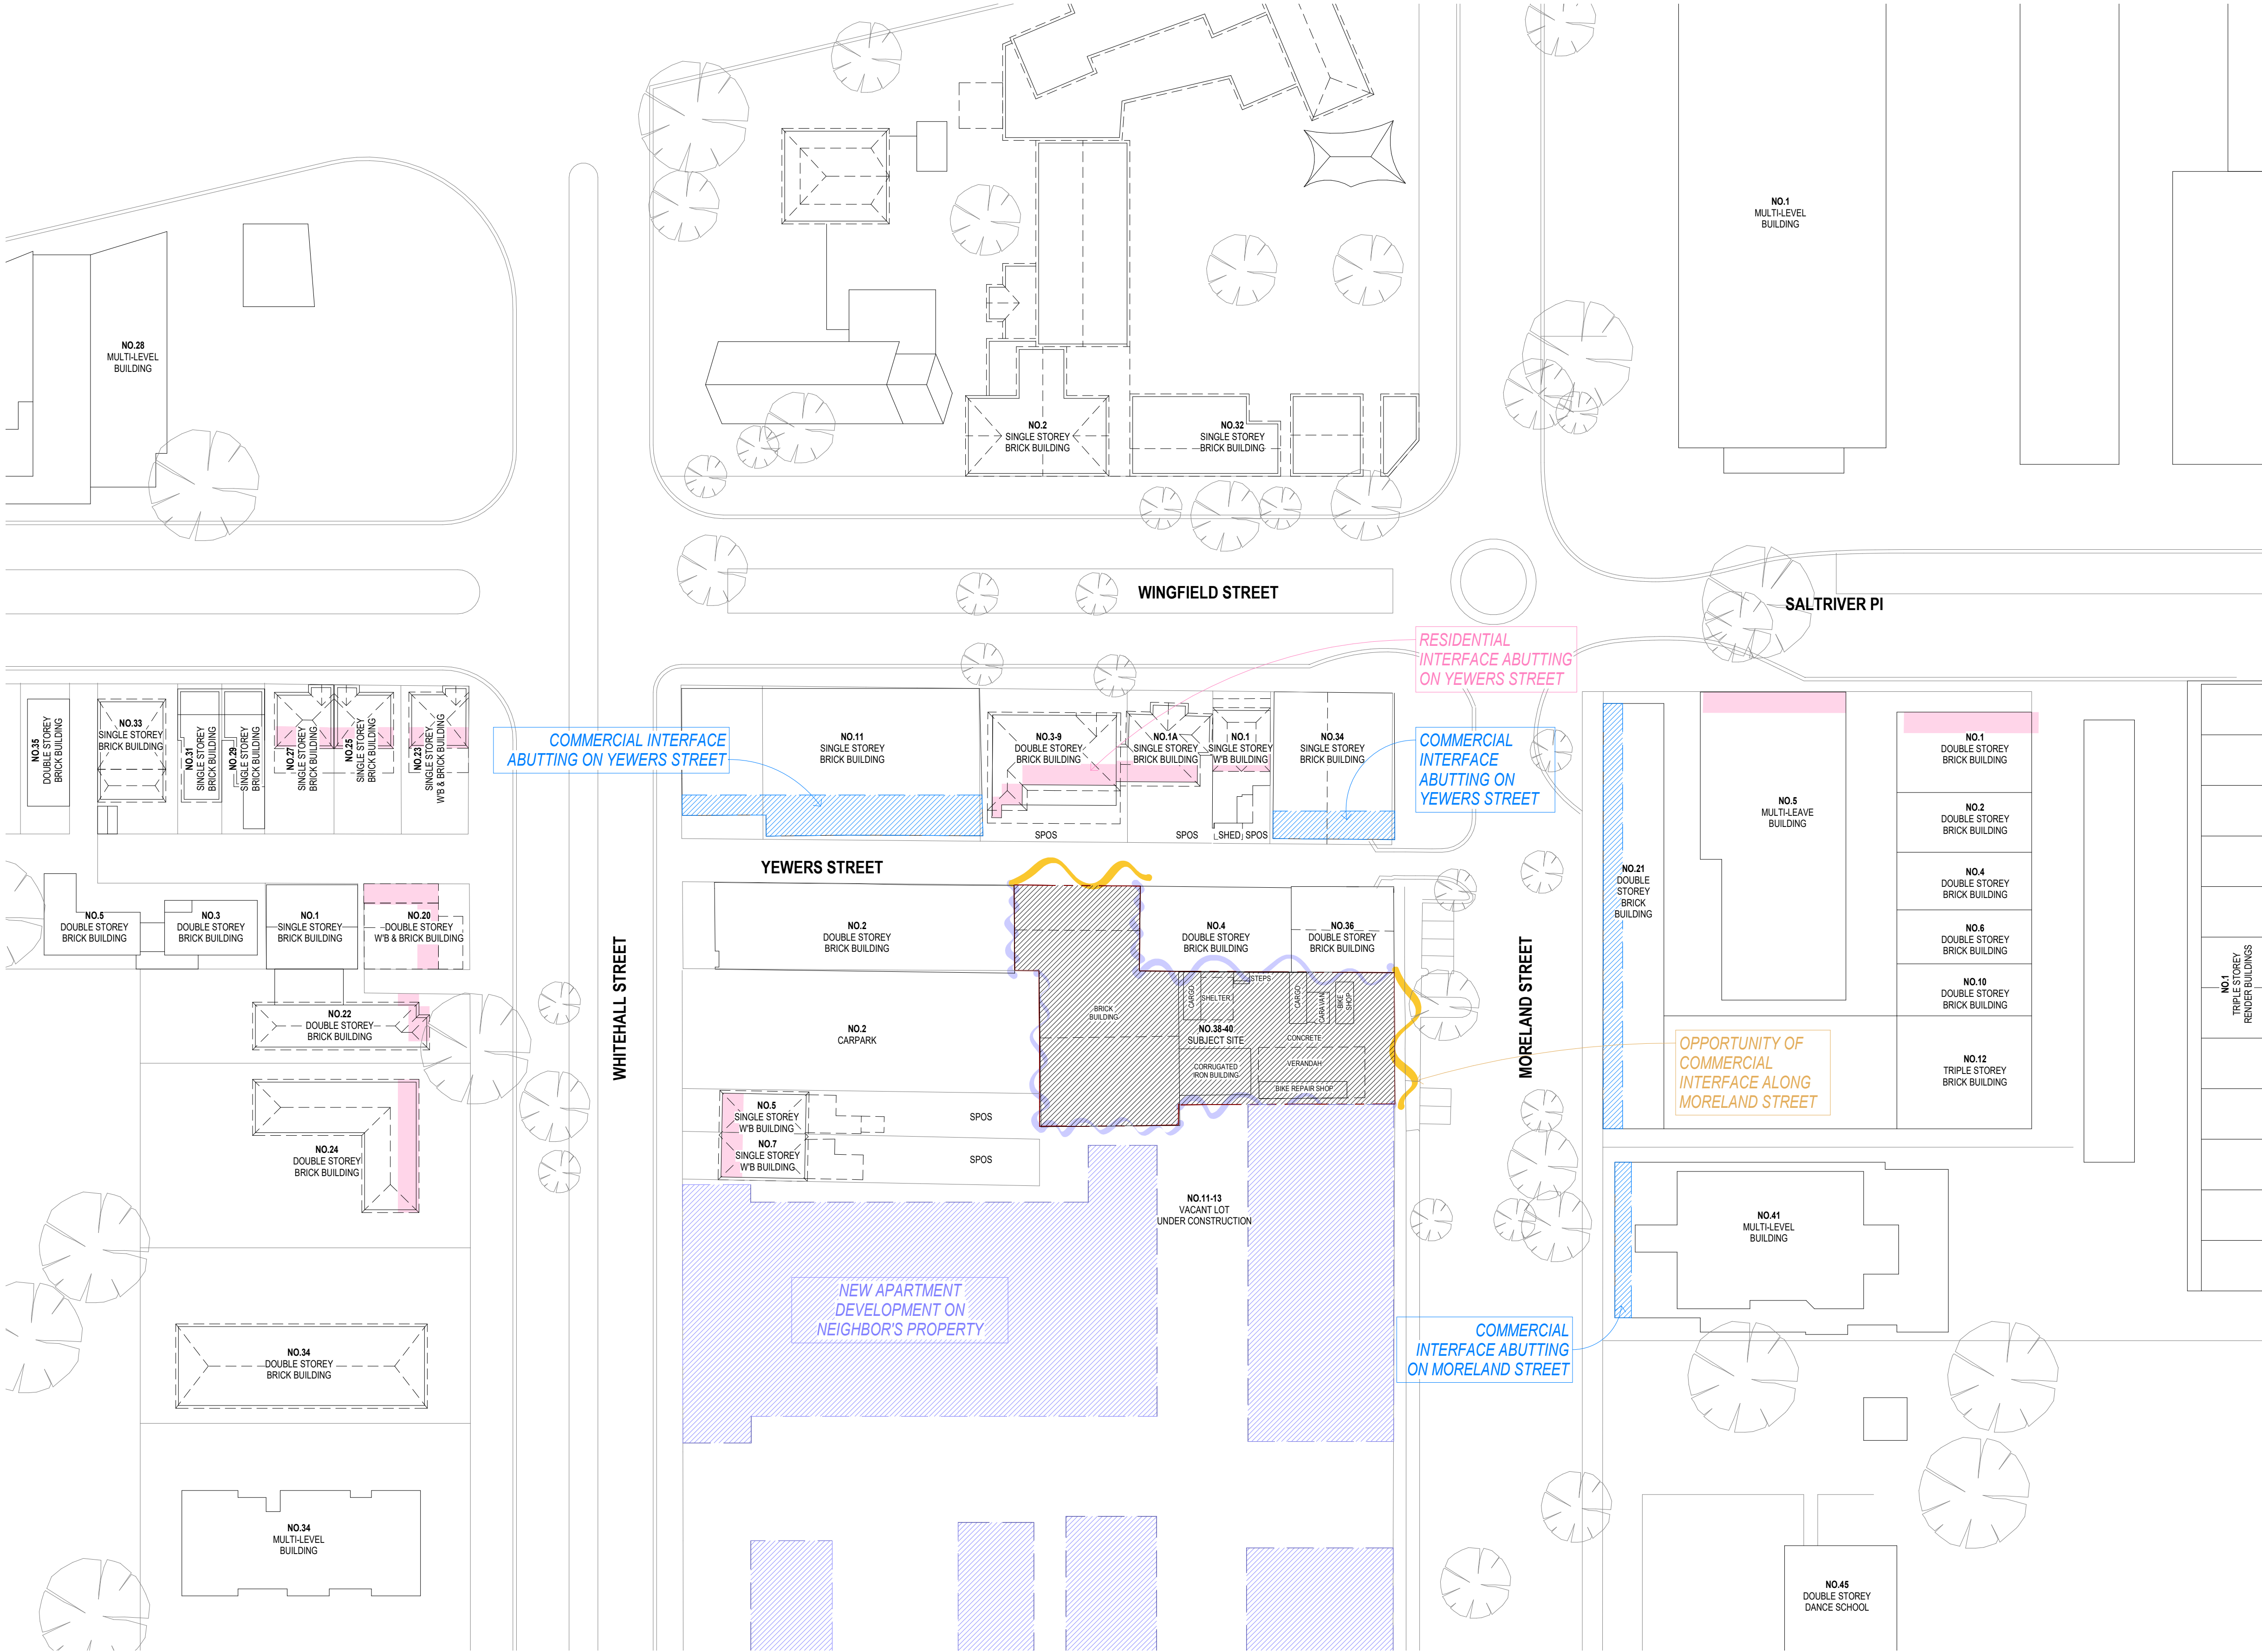 NO.1
MULTI-LEVEL
BUILDING
NO.28
MULTI-LEVEL
BUILDING
NO.2
SINGLE STOREY
BRICK BUILDING
NO.32
SINGLE STOREY
BRICK BUILDING
WINGFIELD STREET
SALTRIVER Pl
RESIDENTIAL
INTERFACE ABUTTING
ON YEWERS STREET
NO.35
DOUBLE STOREY
BRICK BUILDING
NO.33
SINGLE STOREY
BRICK BUILDING
NO.31
SINGLE STOREY
BRICK BUILDING
NO.29
SINGLE STOREY
BRICK BUILDING
NO.27
SINGLE STOREY
BRICK BUILDING
NO.25
SINGLE STOREY
BRICK BUILDING
NO.23
SINGLE STOREY
W'B & BRICK BUILDING
COMMERCIAL INTERFACE
ABUTTING ON YEWERS STREET
NO.11
SINGLE STOREY
BRICK BUILDING
NO.3-9
DOUBLE STOREY
BRICK BUILDING
NO.1A
SINGLE STOREY
BRICK BUILDING
NO.1
SINGLE STOREY
W'B BUILDING
NO.34
SINGLE STOREY
BRICK BUILDING
COMMERCIAL
INTERFACE
ABUTTING ON
YEWERS STREET
SPOS
SPOS
SHED
SPOS
NO.5
MULTI-LEAVE
BUILDING
NO.1
DOUBLE STOREY
BRICK BUILDING
NO.2
DOUBLE STOREY
BRICK BUILDING
NO.4
DOUBLE STOREY
BRICK BUILDING
NO.6
DOUBLE STOREY
BRICK BUILDING
NO.10
DOUBLE STOREY
BRICK BUILDING
NO.12
TRIPLE STOREY
BRICK BUILDING
NO.1
TRIPLE STOREY
RENDER BUILDINGS
NO.21
DOUBLE
STOREY
BRICK
BUILDING
YEWERS STREET
NO.5
DOUBLE STOREY
BRICK BUILDING
NO.3
DOUBLE STOREY
BRICK BUILDING
NO.1
SINGLE STOREY
BRICK BUILDING
NO.20
DOUBLE STOREY
W'B & BRICK BUILDING
WHITEHALL STREET
NO.2
DOUBLE STOREY
BRICK BUILDING
NO.4
DOUBLE STOREY
BRICK BUILDING
NO.36
DOUBLE STOREY
BRICK BUILDING
MORELAND STREET
NO.22
DOUBLE STOREY
BRICK BUILDING
NO.2
CARPARK
BRICK
BUILDING
CARGO
SHELTER
STEPS
CARGO
CARAVAN
BIKE
SHOP
NO.38-40
SUBJECT SITE
CONCRETE
VERANDAH
CORRUGATED
IRON BUILDING
BIKE REPAIR SHOP
OPPORTUNITY OF
COMMERCIAL
INTERFACE ALONG
MORELAND STREET
NO.5
SINGLE STOREY
W'B BUILDING
SPOS
NO.7
SINGLE STOREY
W'B BUILDING
SPOS
NO.24
DOUBLE STOREY
BRICK BUILDING
NO.11-13
VACANT LOT
UNDER CONSTRUCTION
NO.41
MULTI-LEVEL
BUILDING
NEW APARTMENT
DEVELOPMENT ON
NEIGHBOR'S PROPERTY
COMMERCIAL
INTERFACE ABUTTING
ON MORELAND STREET
NO.34
DOUBLE STOREY
BRICK BUILDING
NO.34
MULTI-LEVEL
BUILDING
NO.45
DOUBLE STOREY
DANCE SCHOOL